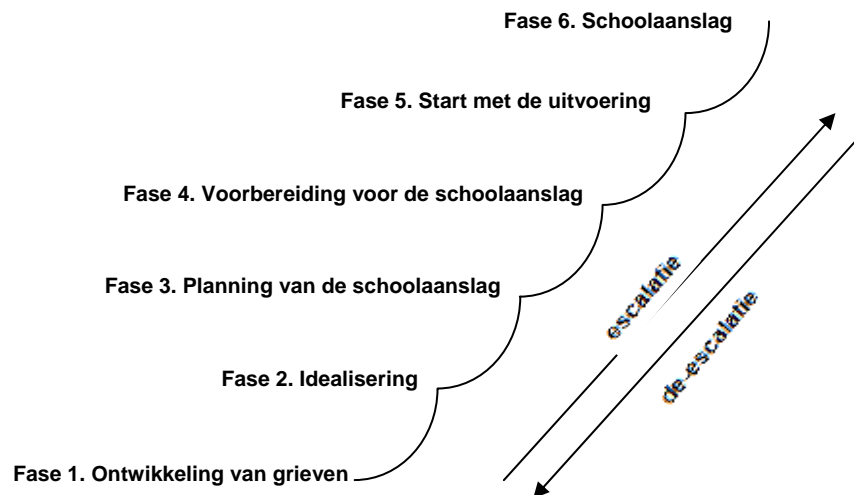 Fase 6. Schoolaanslag
Fase 5. Start met de uitvoering
Fase 4. Voorbereiding voor de schoolaanslag
Fase 3. Planning van de schoolaanslag
escalatie
de-escalatie
Fase 2. Idealisering
Fase 1. Ontwikkeling van grieven